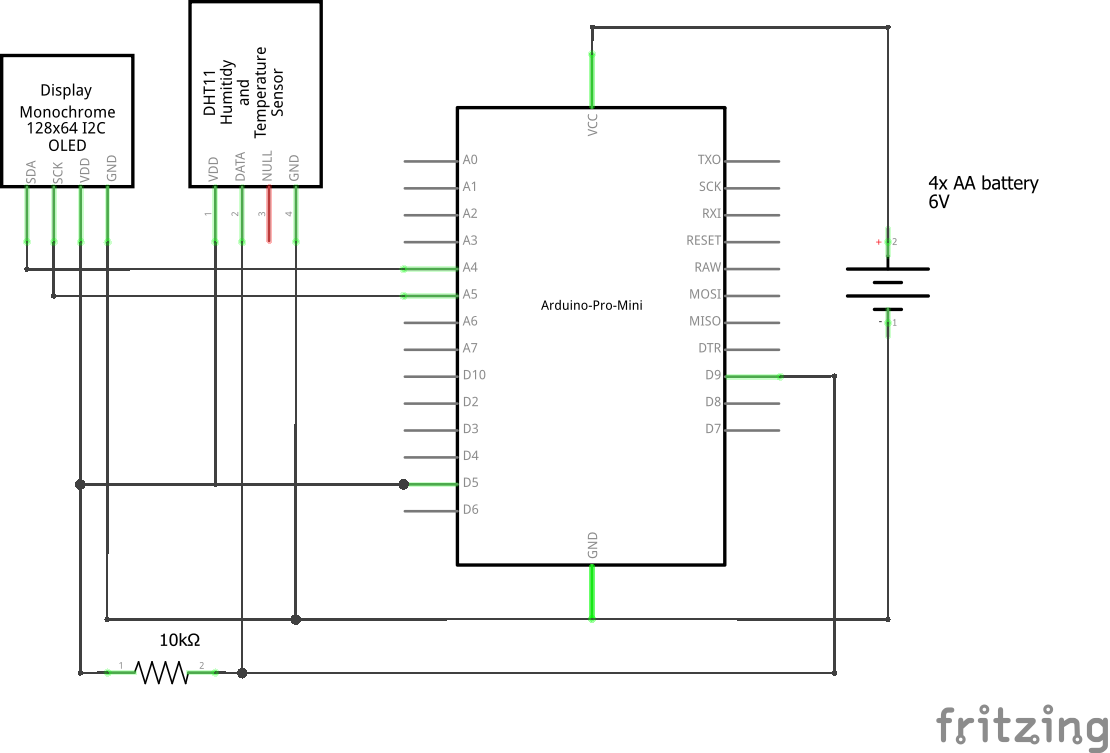 Display
Monochrome
128x64 I2C
OLED
SDA
SCK
VDD
GND
DHT11
Humitidy
and
Temperature
Sensor
VDD
DATA
NULL
GND
1
2
3
4
VCC
A0
A1
A2
A3
A4
A5
A6
A7
D10
D2
D3
D4
D5
D6
Arduino-Pro-Mini
TXO
SCK
RXI
RESET
RAW
MOSI
MISO
DTR
D9
D8
D7
GND
4x AA battery
6V
+ 2
- 1
10kΩ
1
2
fritzing